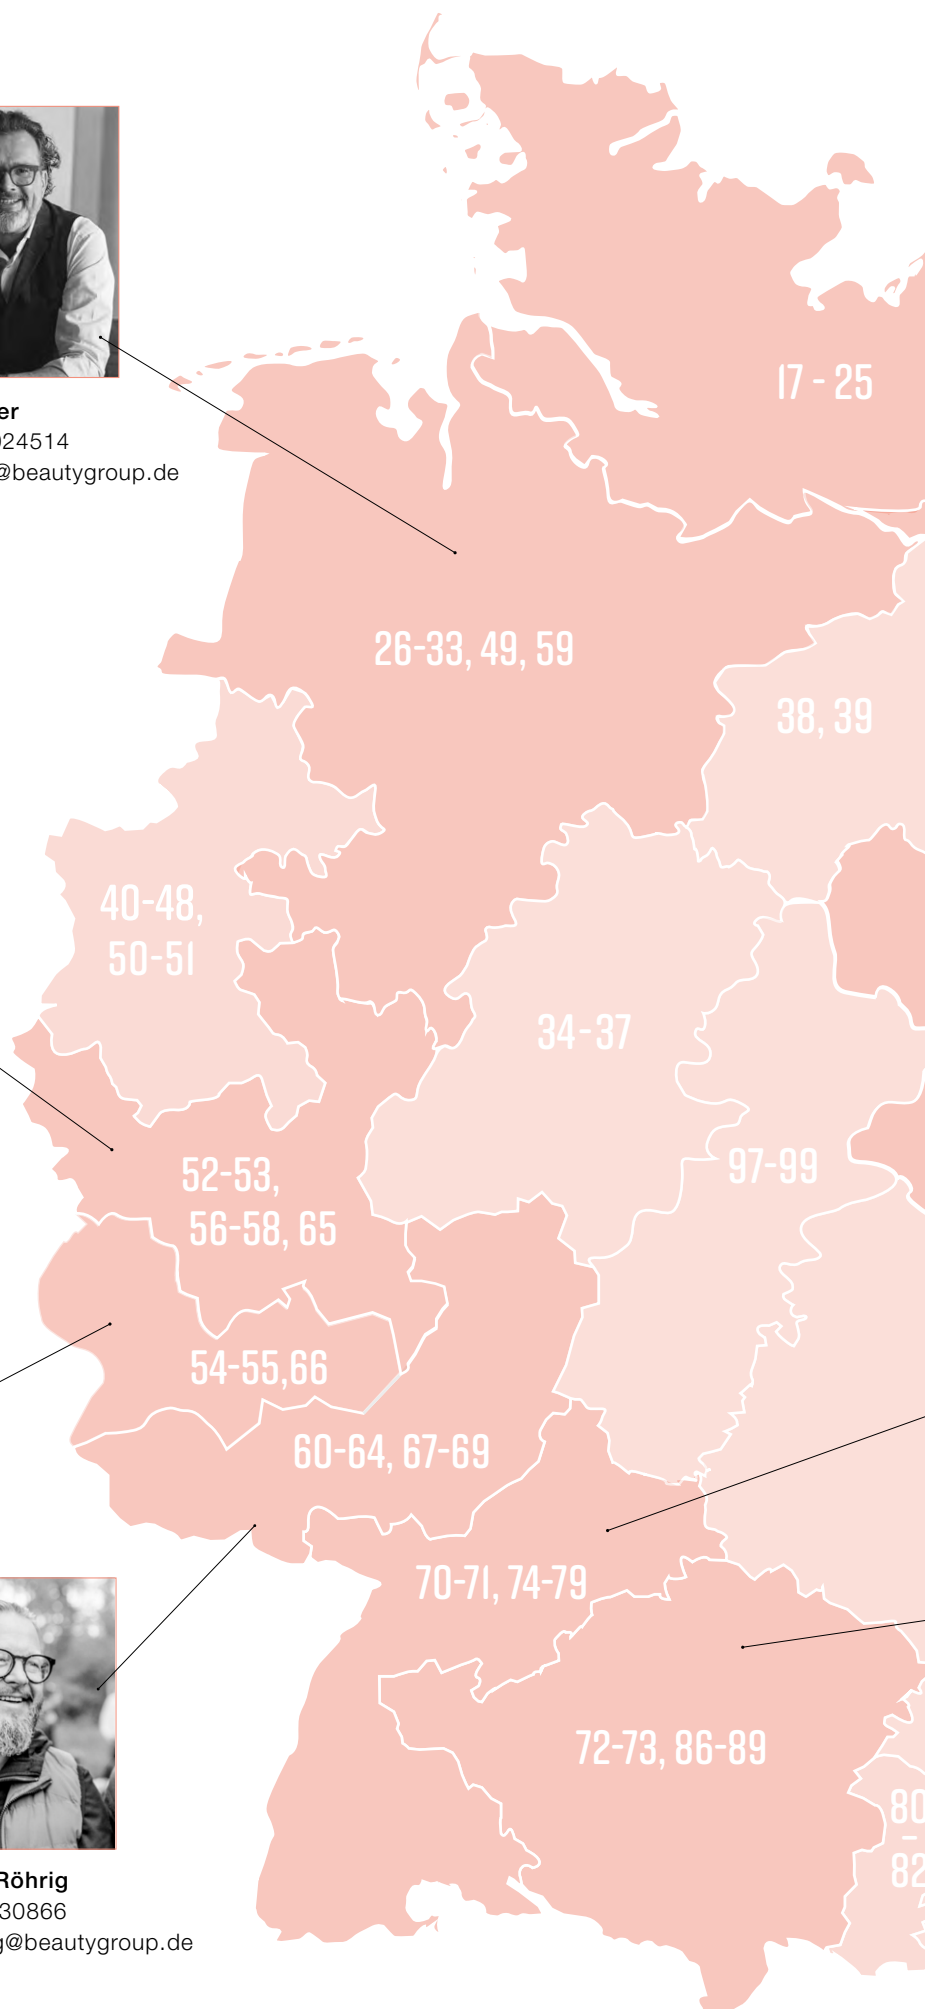 17 - 25
er
024514
@beautygroup.de
26-33, 49, 59
38, 39
40-48,
50-51
34-37
52-53,
56-58, 65
97-99
54-55,66
60-64, 67-69
70-71, 74-79
72-73, 86-89
80
–
82
Röhrig
30866
g@beautygroup.de